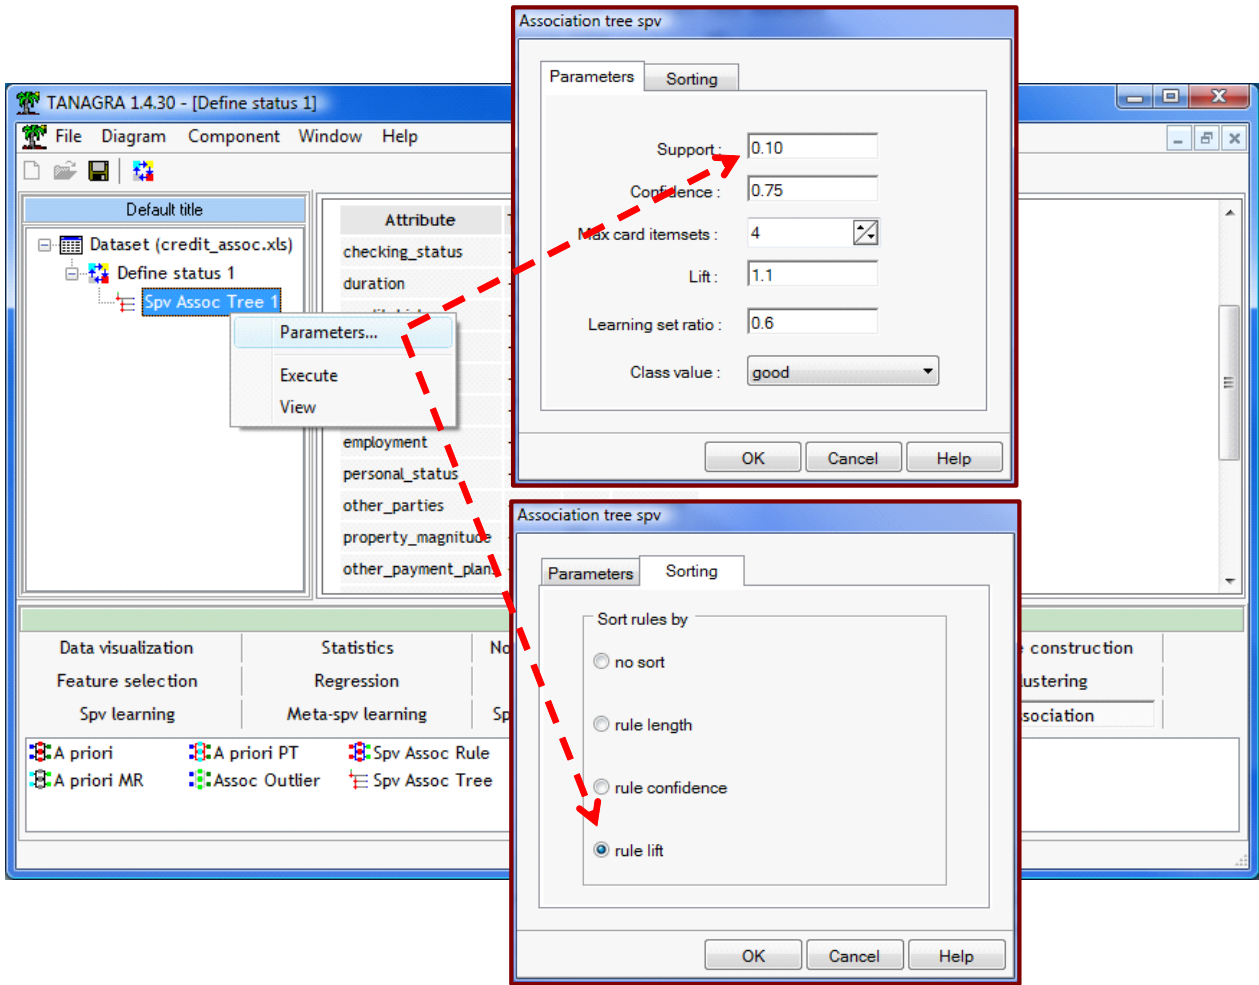 Association tree spv
Parameters Sorting
Support :
0.10
Confidence :
0.75
Max card itemsets :
4
Lift :
1.1
Learning set ratio :
0.6
Class value :
good
OK Cancel Help
TANAGRA 1.4.30 - [Define status 1]
File Diagram Component Window Help
Default title
Dataset (credit_assoc.xls)
Define status 1
Spv Assoc Tree 1
Parameters...
Execute
View
Attribute
checking_status
duration
employment
personal_status
other_parties
property_magnitude
other_payment_plans
Association tree spv
Parameters Sorting
Sort rules by
no sort
rule length
rule confidence
rule lift
OK Cancel Help
Data visualization Statistics No construction
Feature selection Regression lustering
Spv learning Meta-spv learning Sp sociation
A priori A priori PT Spv Assoc Rule
A priori MR Assoc Outlier Spv Assoc Tree